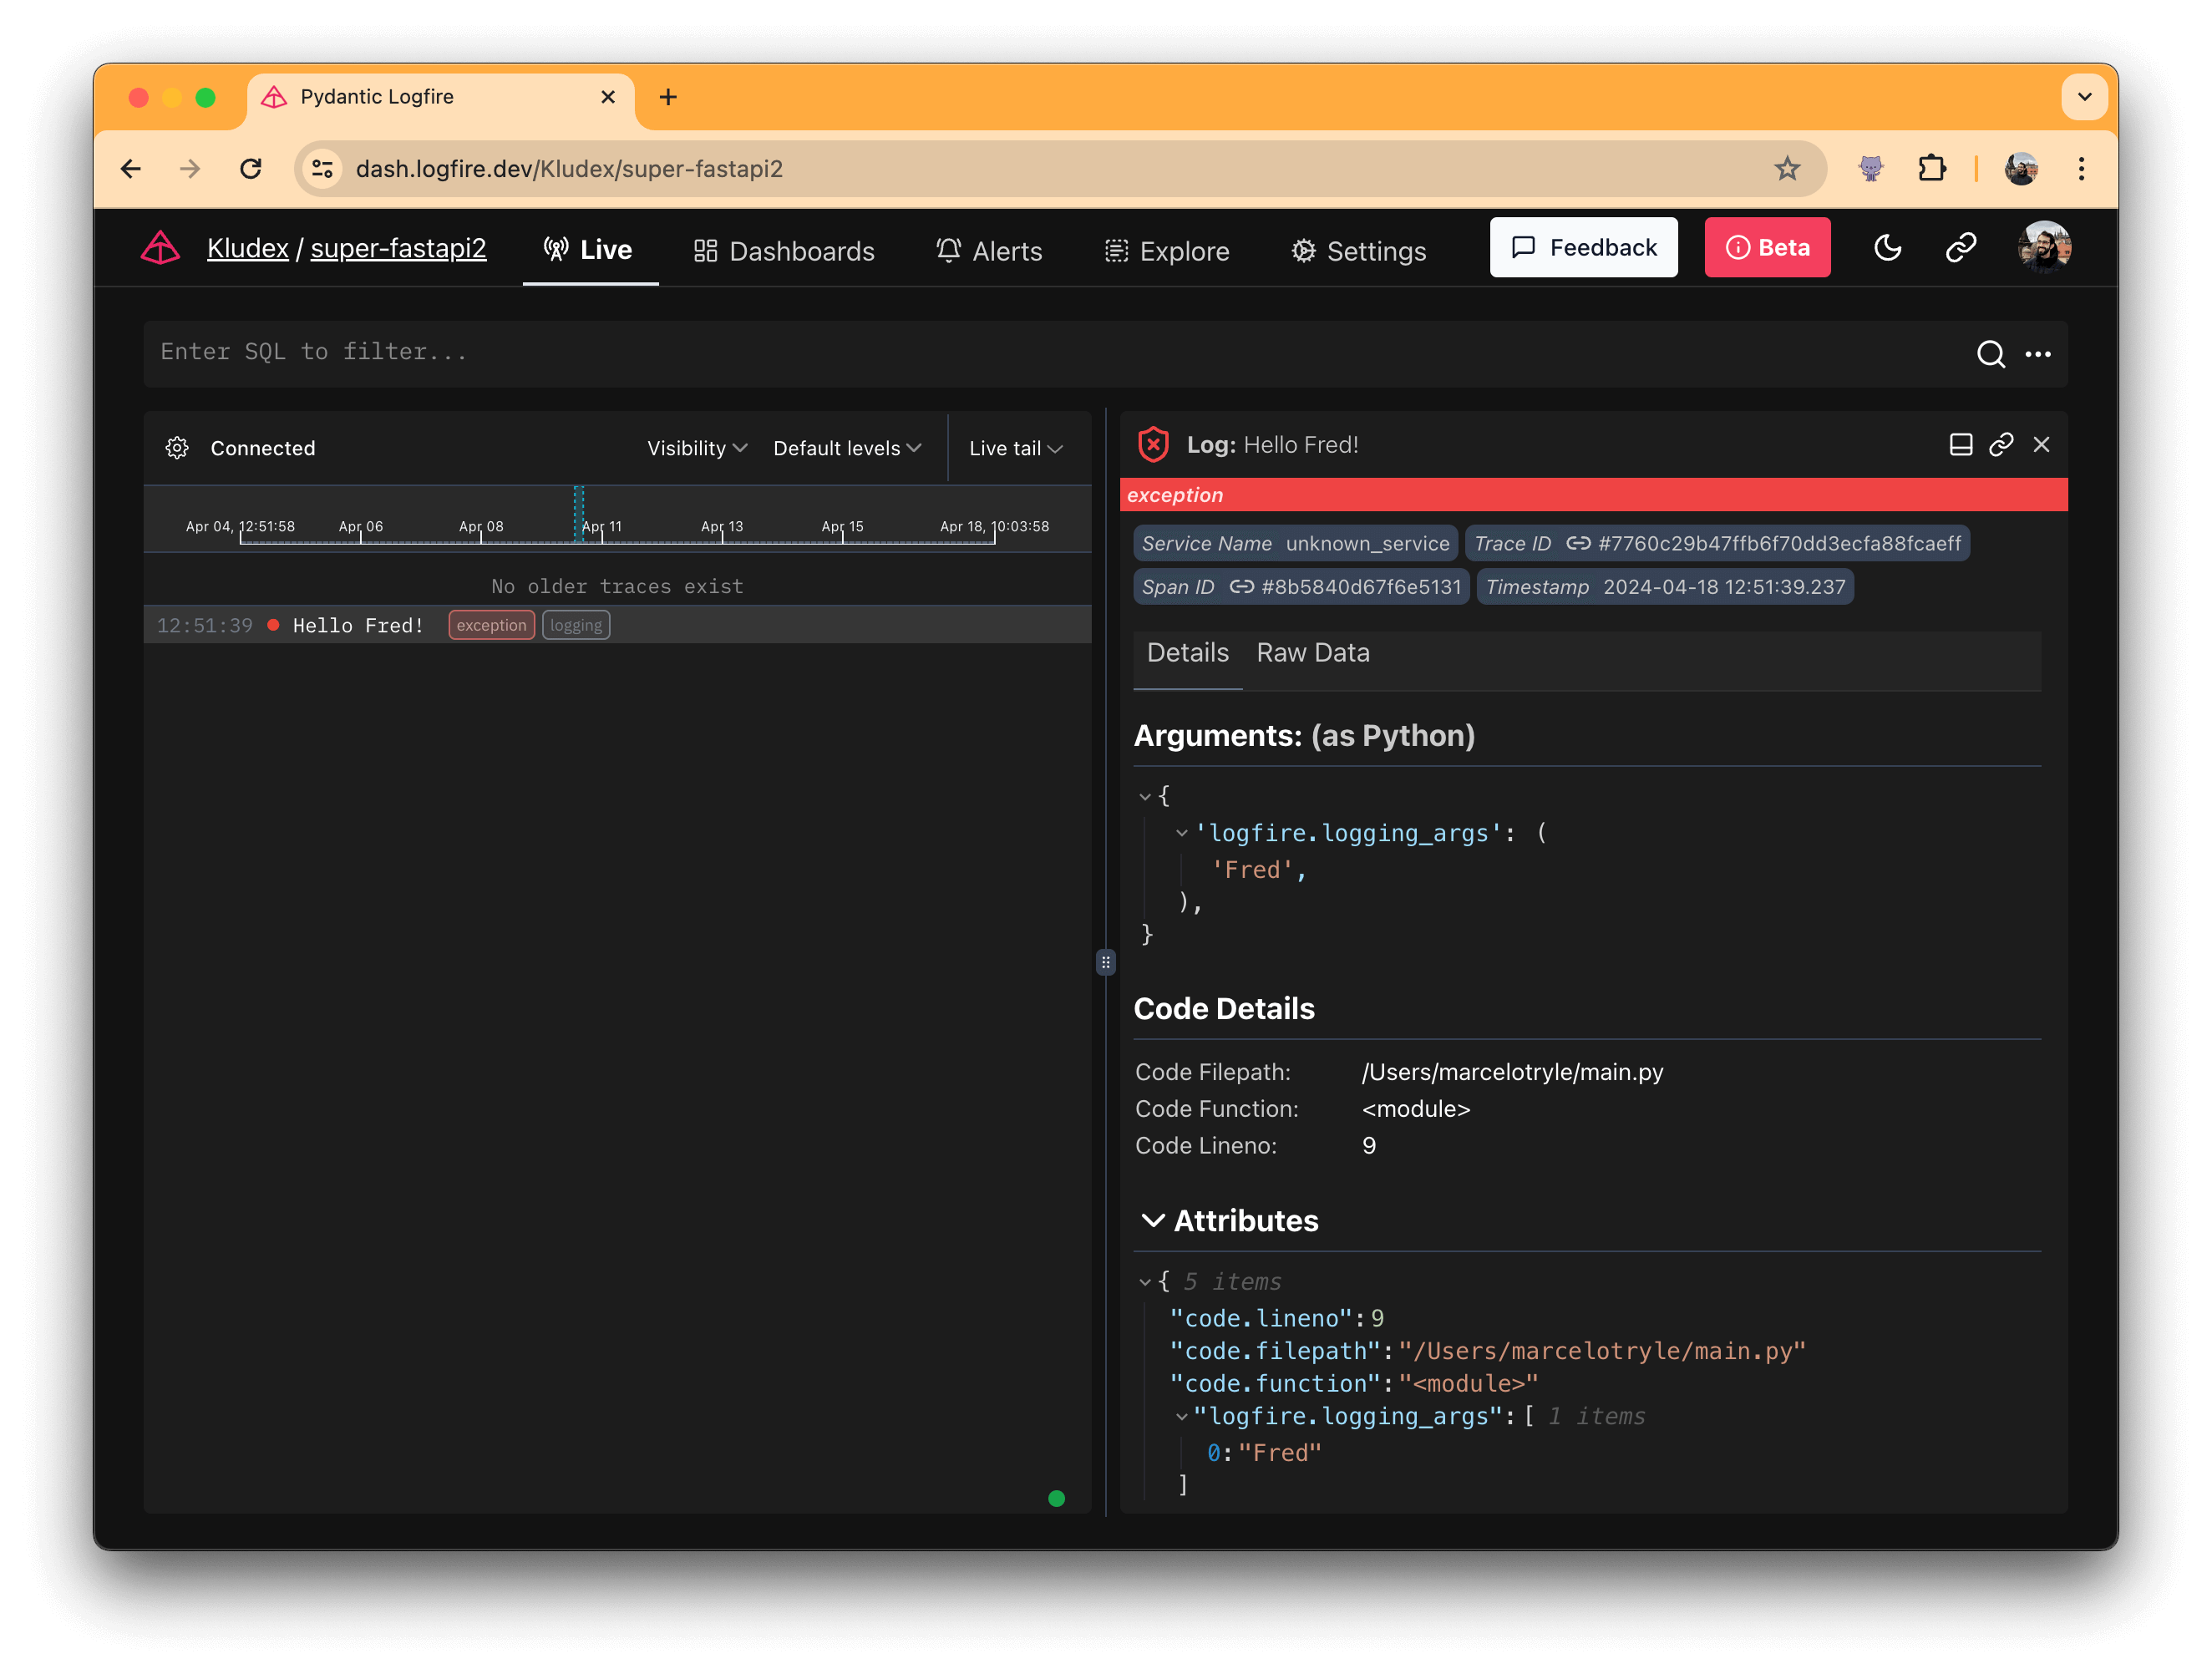 Pydantic Logfire
dash.logfire.dev/Kludex/super-fastapi2
Kludex / super-fastapi2 Live Dashboards Alerts Explore Settings Feedback Beta
Enter SQL to filter...
Connected Visibility Default levels Live tail
Apr 04, 12:51:58 Apr 06 Apr 08 Apr 11 Apr 13 Apr 15 Apr 18, 10:03:58
No older traces exist
12:51:39 Hello Fred! exception logging
Log: Hello Fred!
exception
Service Name unknown_service Trace ID #7760c29b47ffb6f70dd3ecfa88fcaeff
Span ID #8b5840d67f6e5131 Timestamp 2024-04-18 12:51:39.237
Details Raw Data
Arguments: (as Python)
{
'logfire.logging_args': (
'Fred',
),
}
Code Details
Code Filepath: /Users/marcelotryle/main.py
Code Function: <module>
Code Lineno: 9
Attributes
{ 5 items
"code.lineno":9
"code.filepath":"/Users/marcelotryle/main.py"
"code.function":"<module>"
"logfire.logging_args":[ 1 items
0:"Fred"
]